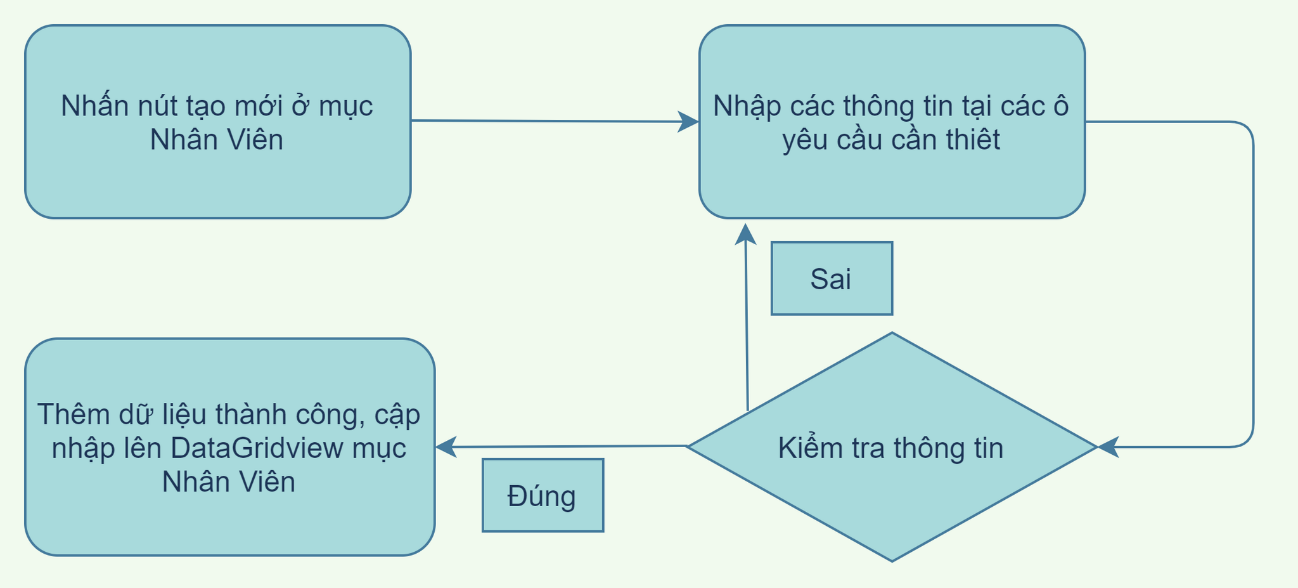 Nhấn nút tạo mới ở mục
Nhân Viên
Nhập các thông tin tại các ô
yêu cầu cần thiêt
Sai
Kiểm tra thông tin
Đúng
Thêm dữ liệu thành công, cập
nhập lên DataGridview mục
Nhân Viên